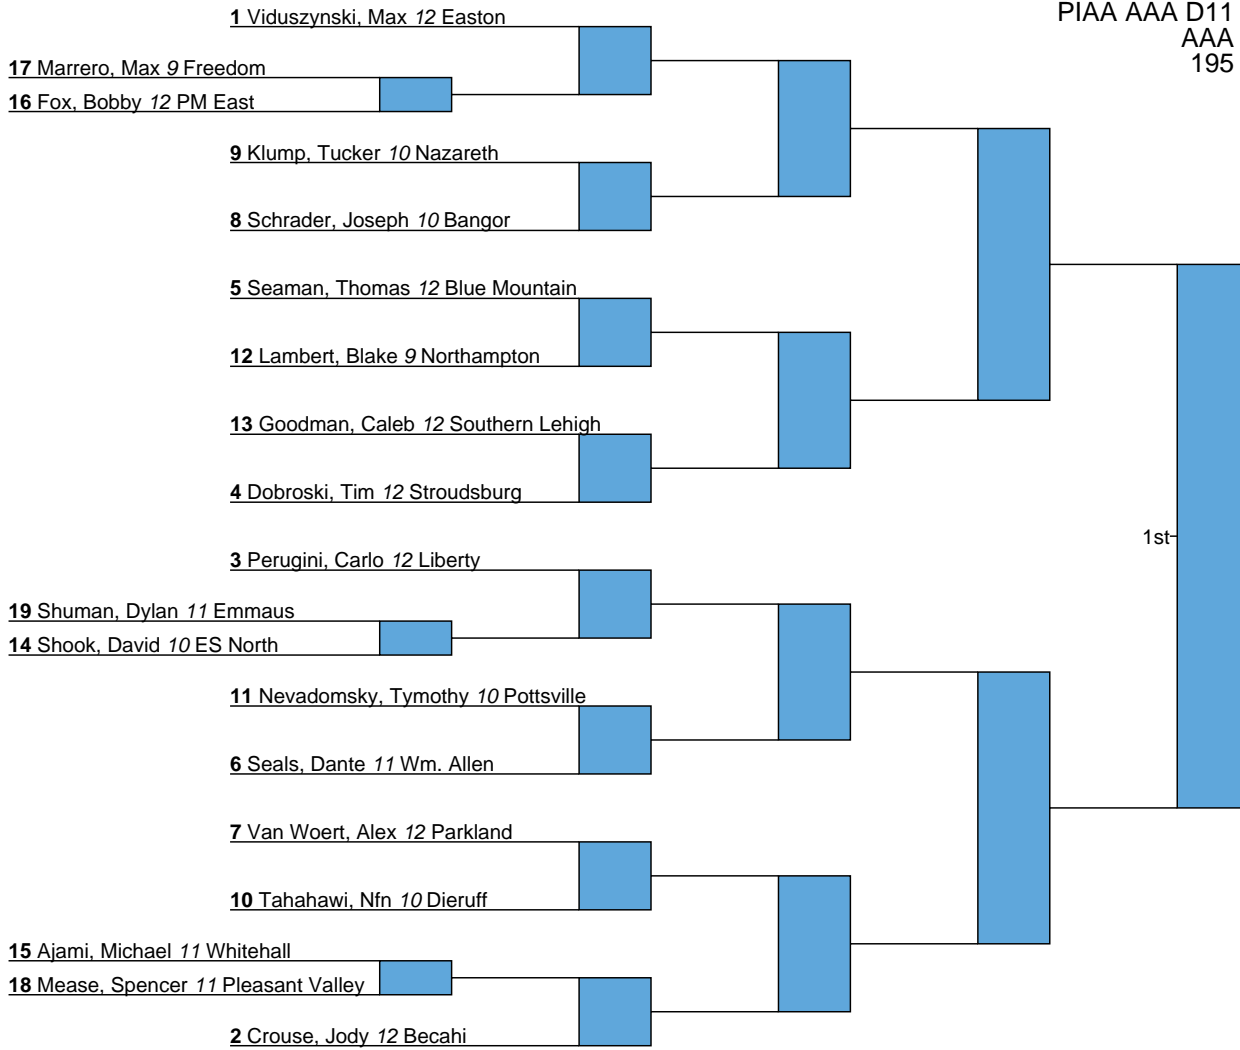 PIAA AAA D11
AAA
195
1 Viduszynski, Max 12 Easton
17 Marrero, Max 9 Freedom
16 Fox, Bobby 12 PM East
9 Klump, Tucker 10 Nazareth
8 Schrader, Joseph 10 Bangor
5 Seaman, Thomas 12 Blue Mountain
12 Lambert, Blake 9 Northampton
13 Goodman, Caleb 12 Southern Lehigh
4 Dobroski, Tim 12 Stroudsburg
3 Perugini, Carlo 12 Liberty
19 Shuman, Dylan 11 Emmaus
14 Shook, David 10 ES North
11 Nevadomsky, Tymothy 10 Pottsville
6 Seals, Dante 11 Wm. Allen
7 Van Woert, Alex 12 Parkland
10 Tahahawi, Nfn 10 Dieruff
15 Ajami, Michael 11 Whitehall
18 Mease, Spencer 11 Pleasant Valley
2 Crouse, Jody 12 Becahi
1st